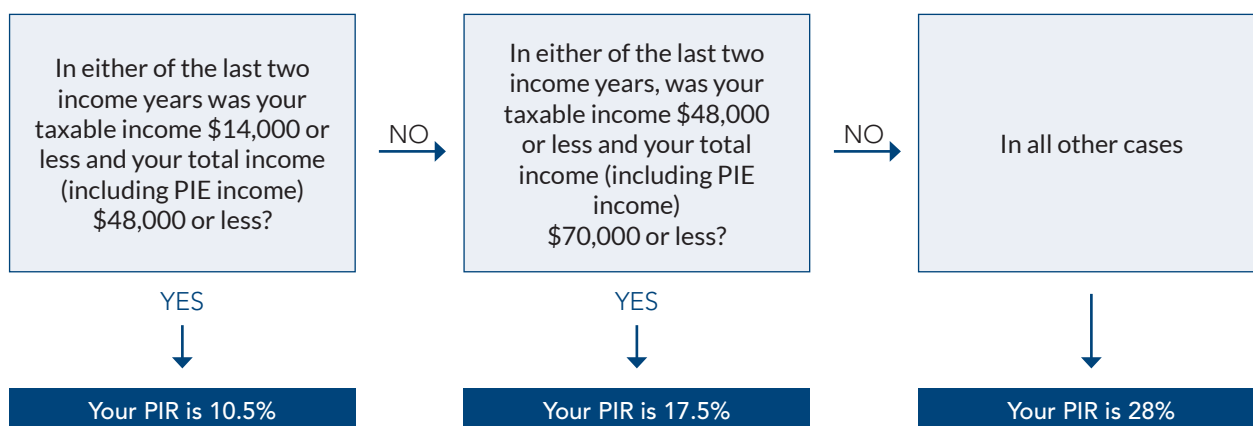 In either of the last two
income years was your
taxable income $14,000 or
less and your total income
(including PIE income)
$48,000 or less?
YES
Your PIR is 10.5%
NO
In either of the last two
income years, was your
taxable income $48,000
or less and your total
income (including PIE
income)
$70,000 or less?
YES
Your PIR is 17.5%
NO
In all other cases
Your PIR is 28%